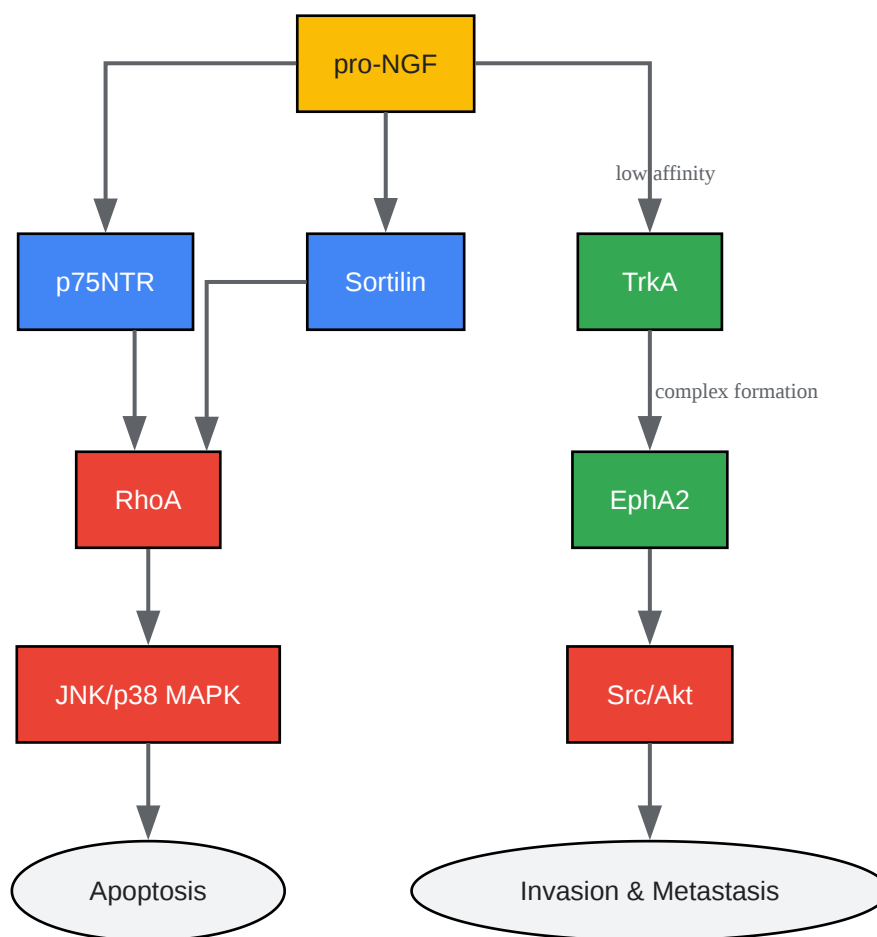 pro-NGF
low affinity
p75NTR
Sortilin
TrkA
complex formation
RhoA
EphA2
JNK/p38 MAPK
Src/Akt
Apoptosis
Invasion & Metastasis